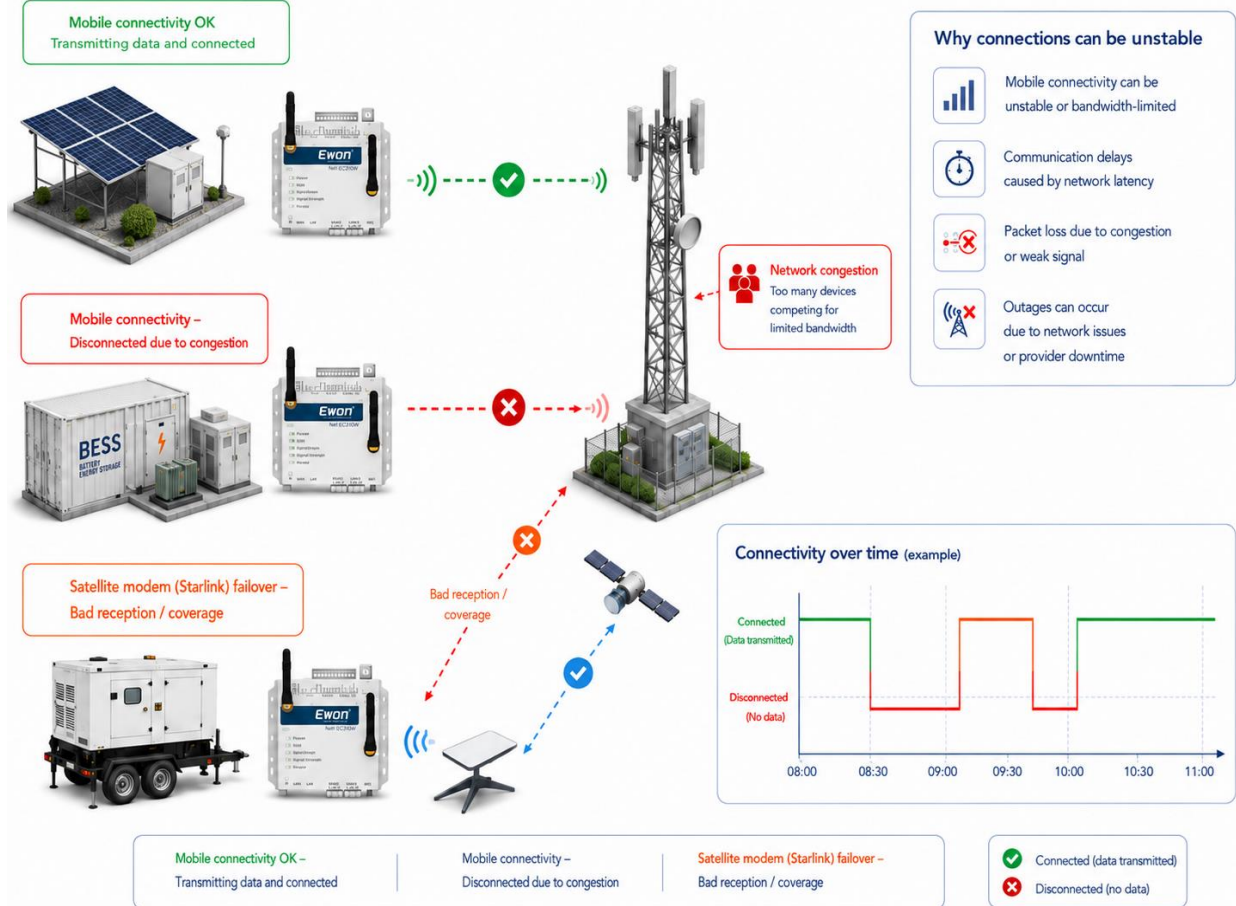 Mobile connectivity OK
Transmitting data and connected
Ewon
Mobile connectivity –
Disconnected due to congestion
BESS
BATTERY
ENERGY STORAGE
Ewon
Satellite modem (Starlink) failover –
Bad reception / coverage
Ewon
Bad reception /
coverage
Network congestion
Too many devices
competing for
limited bandwidth
Why connections can be unstable
Mobile connectivity can be
unstable or bandwidth-limited
Communication delays
caused by network latency
Packet loss due to congestion
or weak signal
Outages can occur
due to network issues
or provider downtime
Connectivity over time (example)
Connected
(Data transmitted)
Disconnected
(No data)
08:00 08:30 09:00 09:30 10:00 10:30 11:00
Mobile connectivity OK –
Transmitting data and connected
Mobile connectivity –
Disconnected due to congestion
Satellite modem (Starlink) failover –
Bad reception / coverage
Connected (data transmitted)
Disconnected (no data)